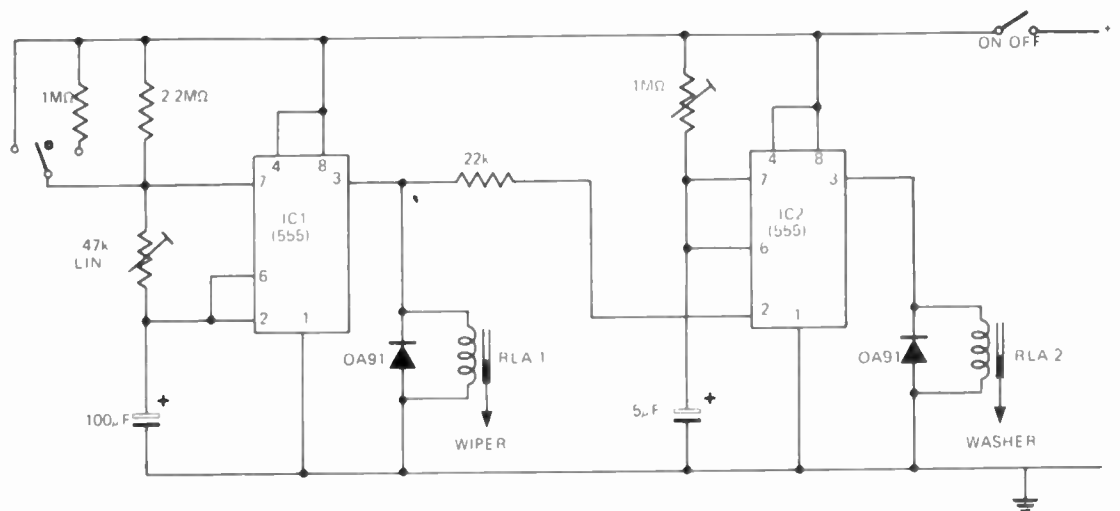 ON OFF
+
1MΩ
2.2MΩ
1MΩ
4
8
3
7
IC1
(555)
6
2
1
22k
4
8
3
7
IC2
(555)
6
2
1
47k
LIN
OA91
RLA 1
OA91
RLA 2
100µF
+
WIPER
5µF
+
WASHER